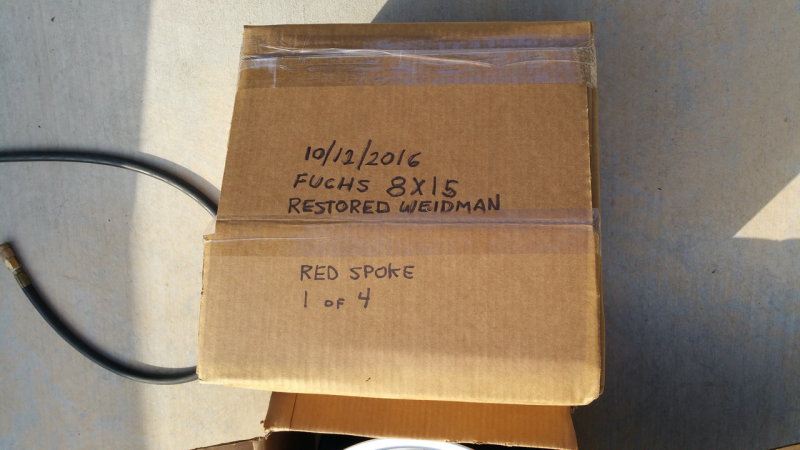 10/12/2016
FUCHS 8X15
RESTORED WEIDMAN
RED SPOKE
1 OF 4